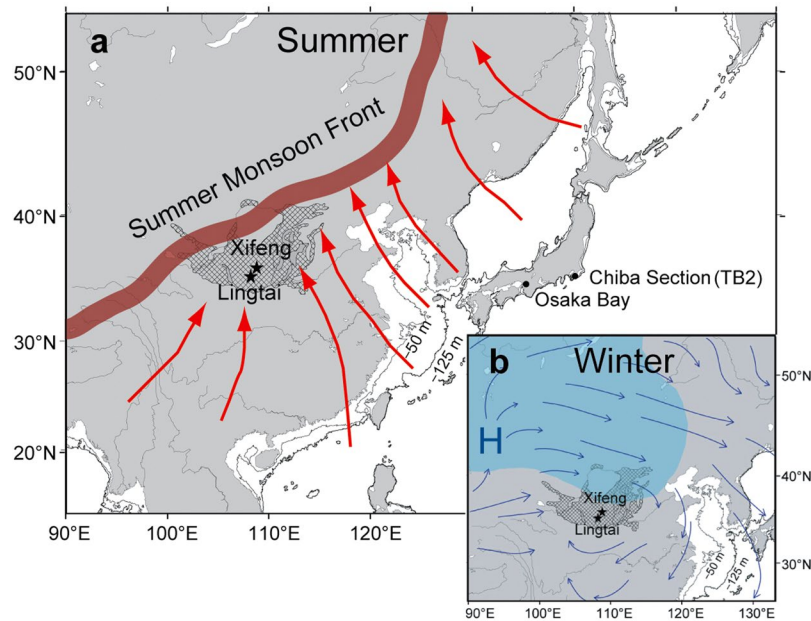 a
Summer
50°N
Summer Monsoon Front
40°N
Xifeng
Lingtai
Chiba Section (TB2)
Osaka Bay
30°N
-50 m
-125 m
20°N
90°E
100°E
110°E
120°E
b
Winter
50°N
H
40°N
Xifeng
Lingtai
-50 m
-125 m
30°N
90°E
100°E
110°E
120°E
130°E